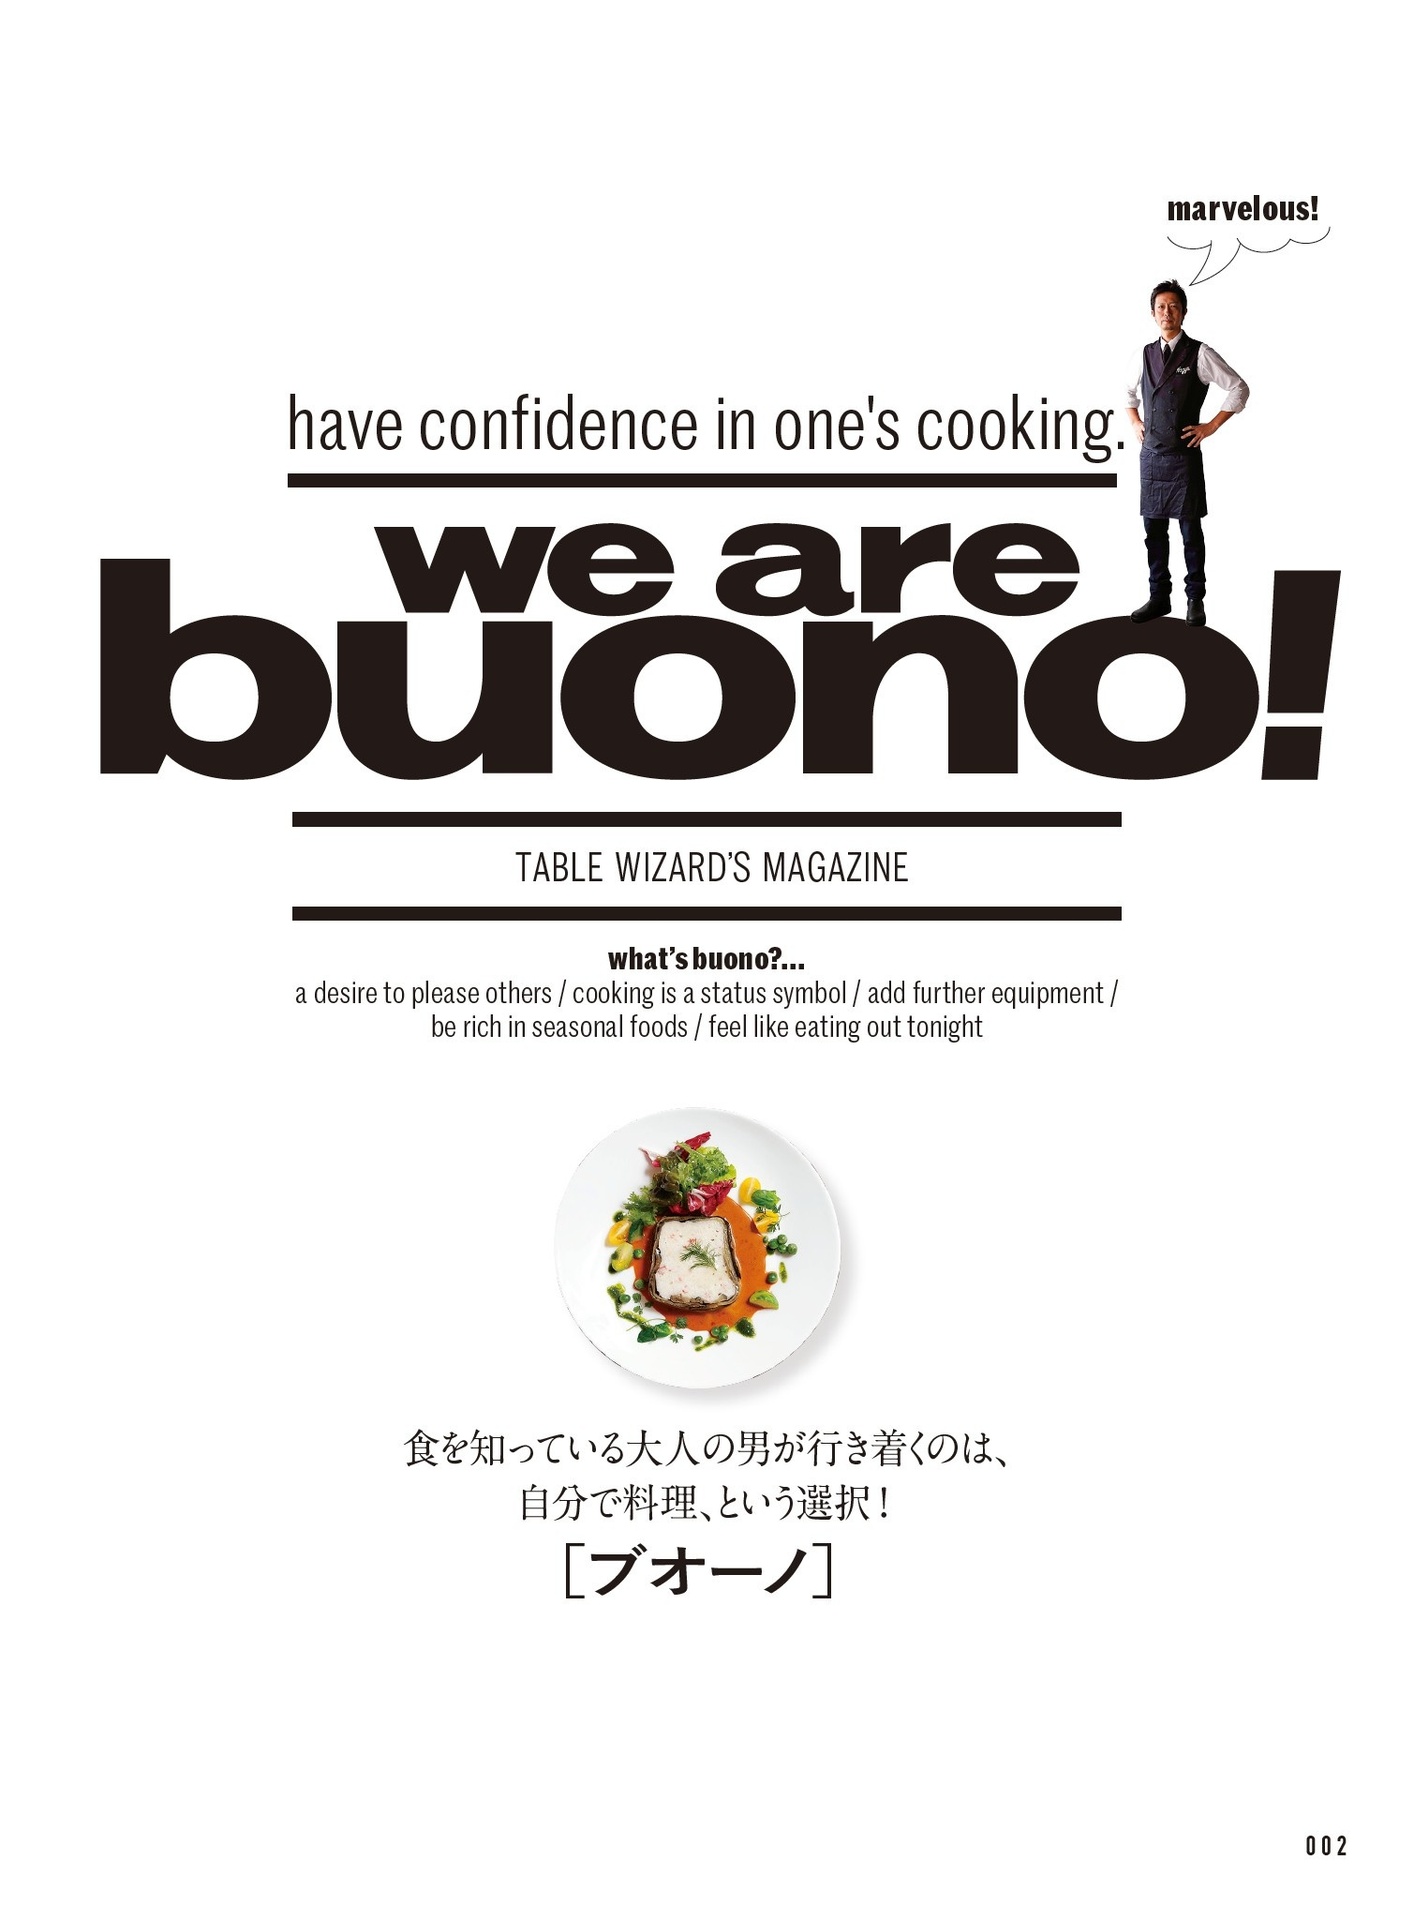 marvelous!
have confidence in one's cooking.
we are
buono!
TABLE WIZARD’S MAGAZINE
what’s buono?...
a desire to please others / cooking is a status symbol / add further equipment /
be rich in seasonal foods / feel like eating out tonight
食を知っている大人の男が行き着くのは、
自分で料理、という選択！
［ブオーノ］
002